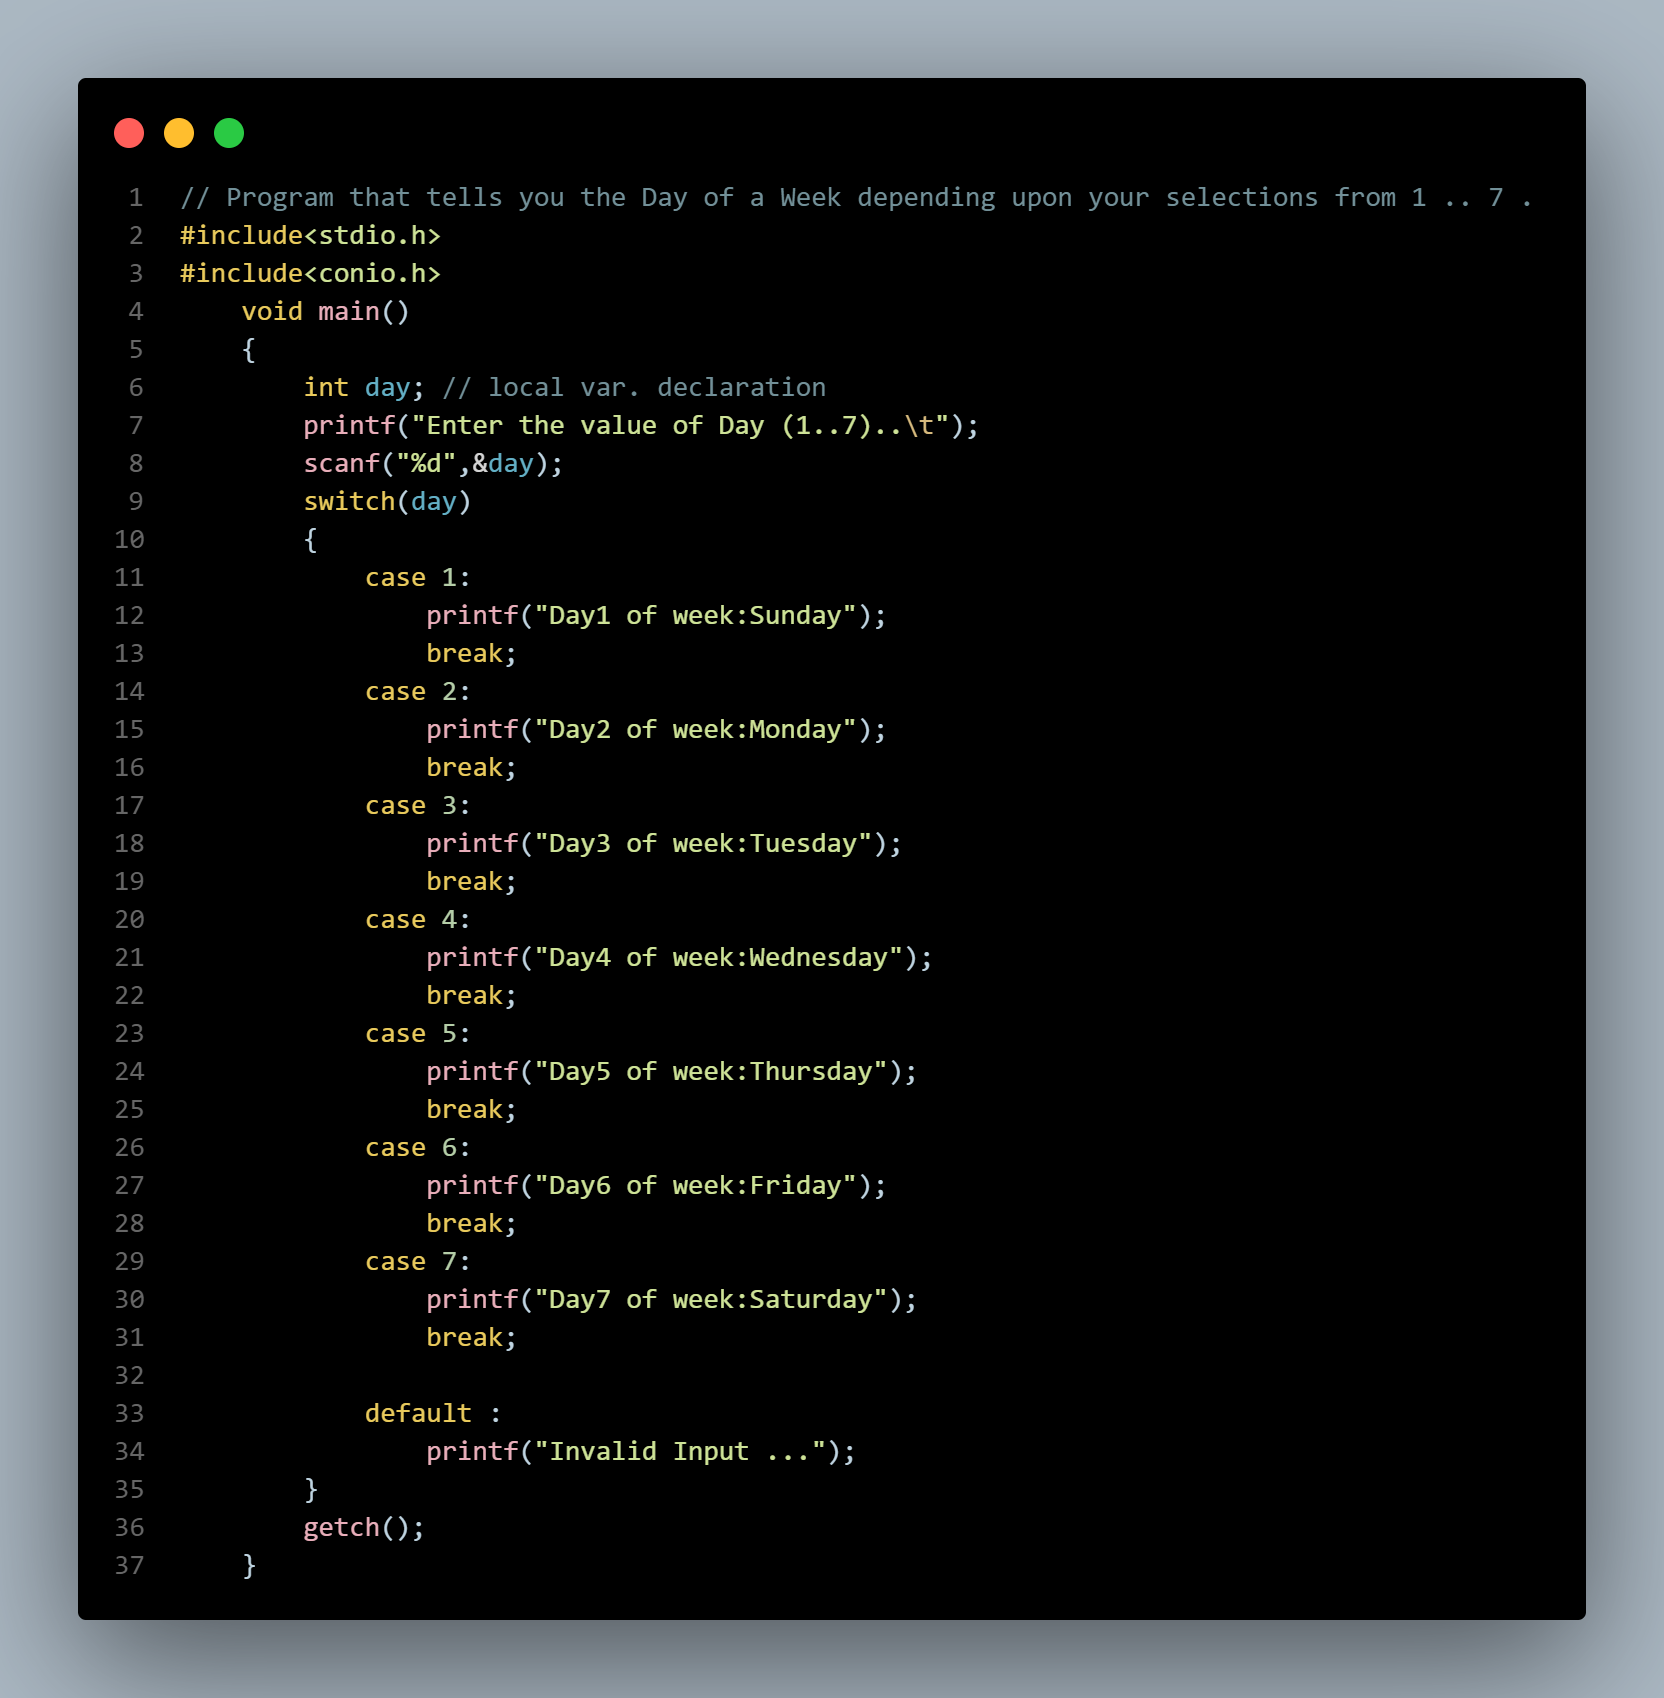 1 // Program that tells you the Day of a Week depending upon your selections from 1 .. 7 .
2 #include<stdio.h>
3 #include<conio.h>
4     void main()
5     {
6         int day; // local var. declaration
7         printf("Enter the value of Day (1..7)..\t");
8         scanf("%d",&day);
9         switch(day)
10         {
11             case 1:
12                 printf("Day1 of week:Sunday");
13                 break;
14             case 2:
15                 printf("Day2 of week:Monday");
16                 break;
17             case 3:
18                 printf("Day3 of week:Tuesday");
19                 break;
20             case 4:
21                 printf("Day4 of week:Wednesday");
22                 break;
23             case 5:
24                 printf("Day5 of week:Thursday");
25                 break;
26             case 6:
27                 printf("Day6 of week:Friday");
28                 break;
29             case 7:
30                 printf("Day7 of week:Saturday");
31                 break;
32
33             default :
34                 printf("Invalid Input ...");
35         }
36         getch();
37     }